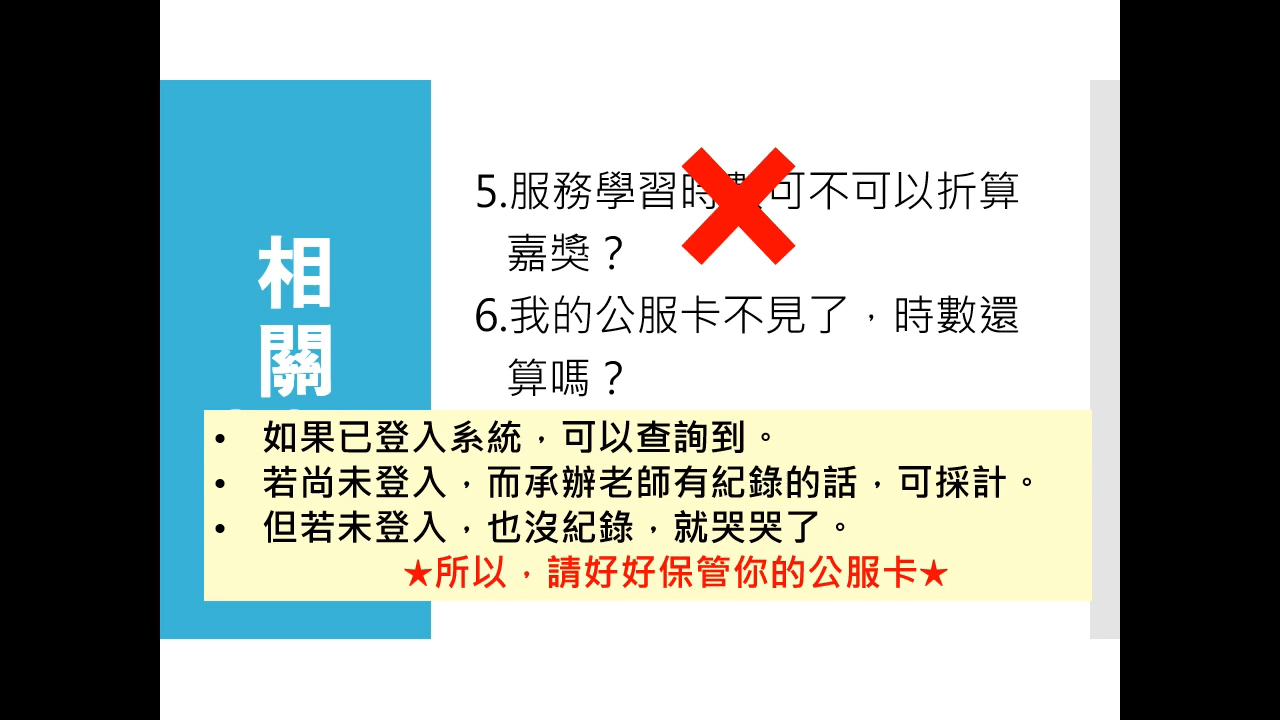 相
關
5.服務學習時數可不可以折算
嘉獎？
6.我的公服卡不見了，時數還
算嗎？
• 如果已登入系統，可以查詢到。
• 若尚未登入，而承辦老師有紀錄的話，可採計。
• 但若未登入，也沒紀錄，就哭哭了。
★所以，請好好保管你的公服卡★